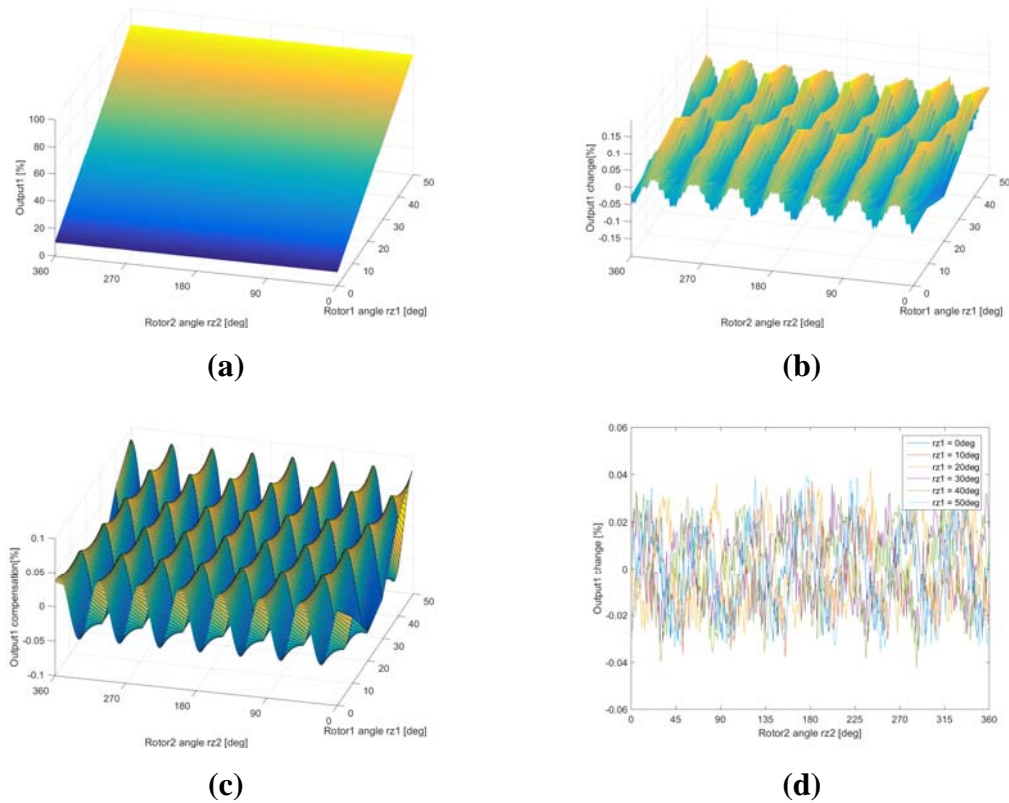 100
80
60
40
20
0
Output1 [%]
360
270
180
90
0
Rotor2 angle rz2 [deg]
50
40
30
20
10
0
Rotor1 angle rz1 [deg]
(a)
0.15
0.1
0.05
0
-0.05
-0.1
-0.15
Output1 change[%]
360
270
180
90
0
Rotor2 angle rz2 [deg]
50
40
30
20
10
0
Rotor1 angle rz1 [deg]
(b)
0.1
0.05
0
-0.05
-0.1
Output1 compensation[%]
360
270
180
90
0
Rotor2 angle rz2 [deg]
50
40
30
20
10
0
Rotor1 angle rz1 [deg]
(c)
0.06
0.04
0.02
0
-0.02
-0.04
-0.06
Output1 change [%]
rz1 = 0deg
rz1 = 10deg
rz1 = 20deg
rz1 = 30deg
rz1 = 40deg
rz1 = 50deg
0 45 90 135 180 225 270 315 360
Rotor2 angle rz2 [deg]
(d)